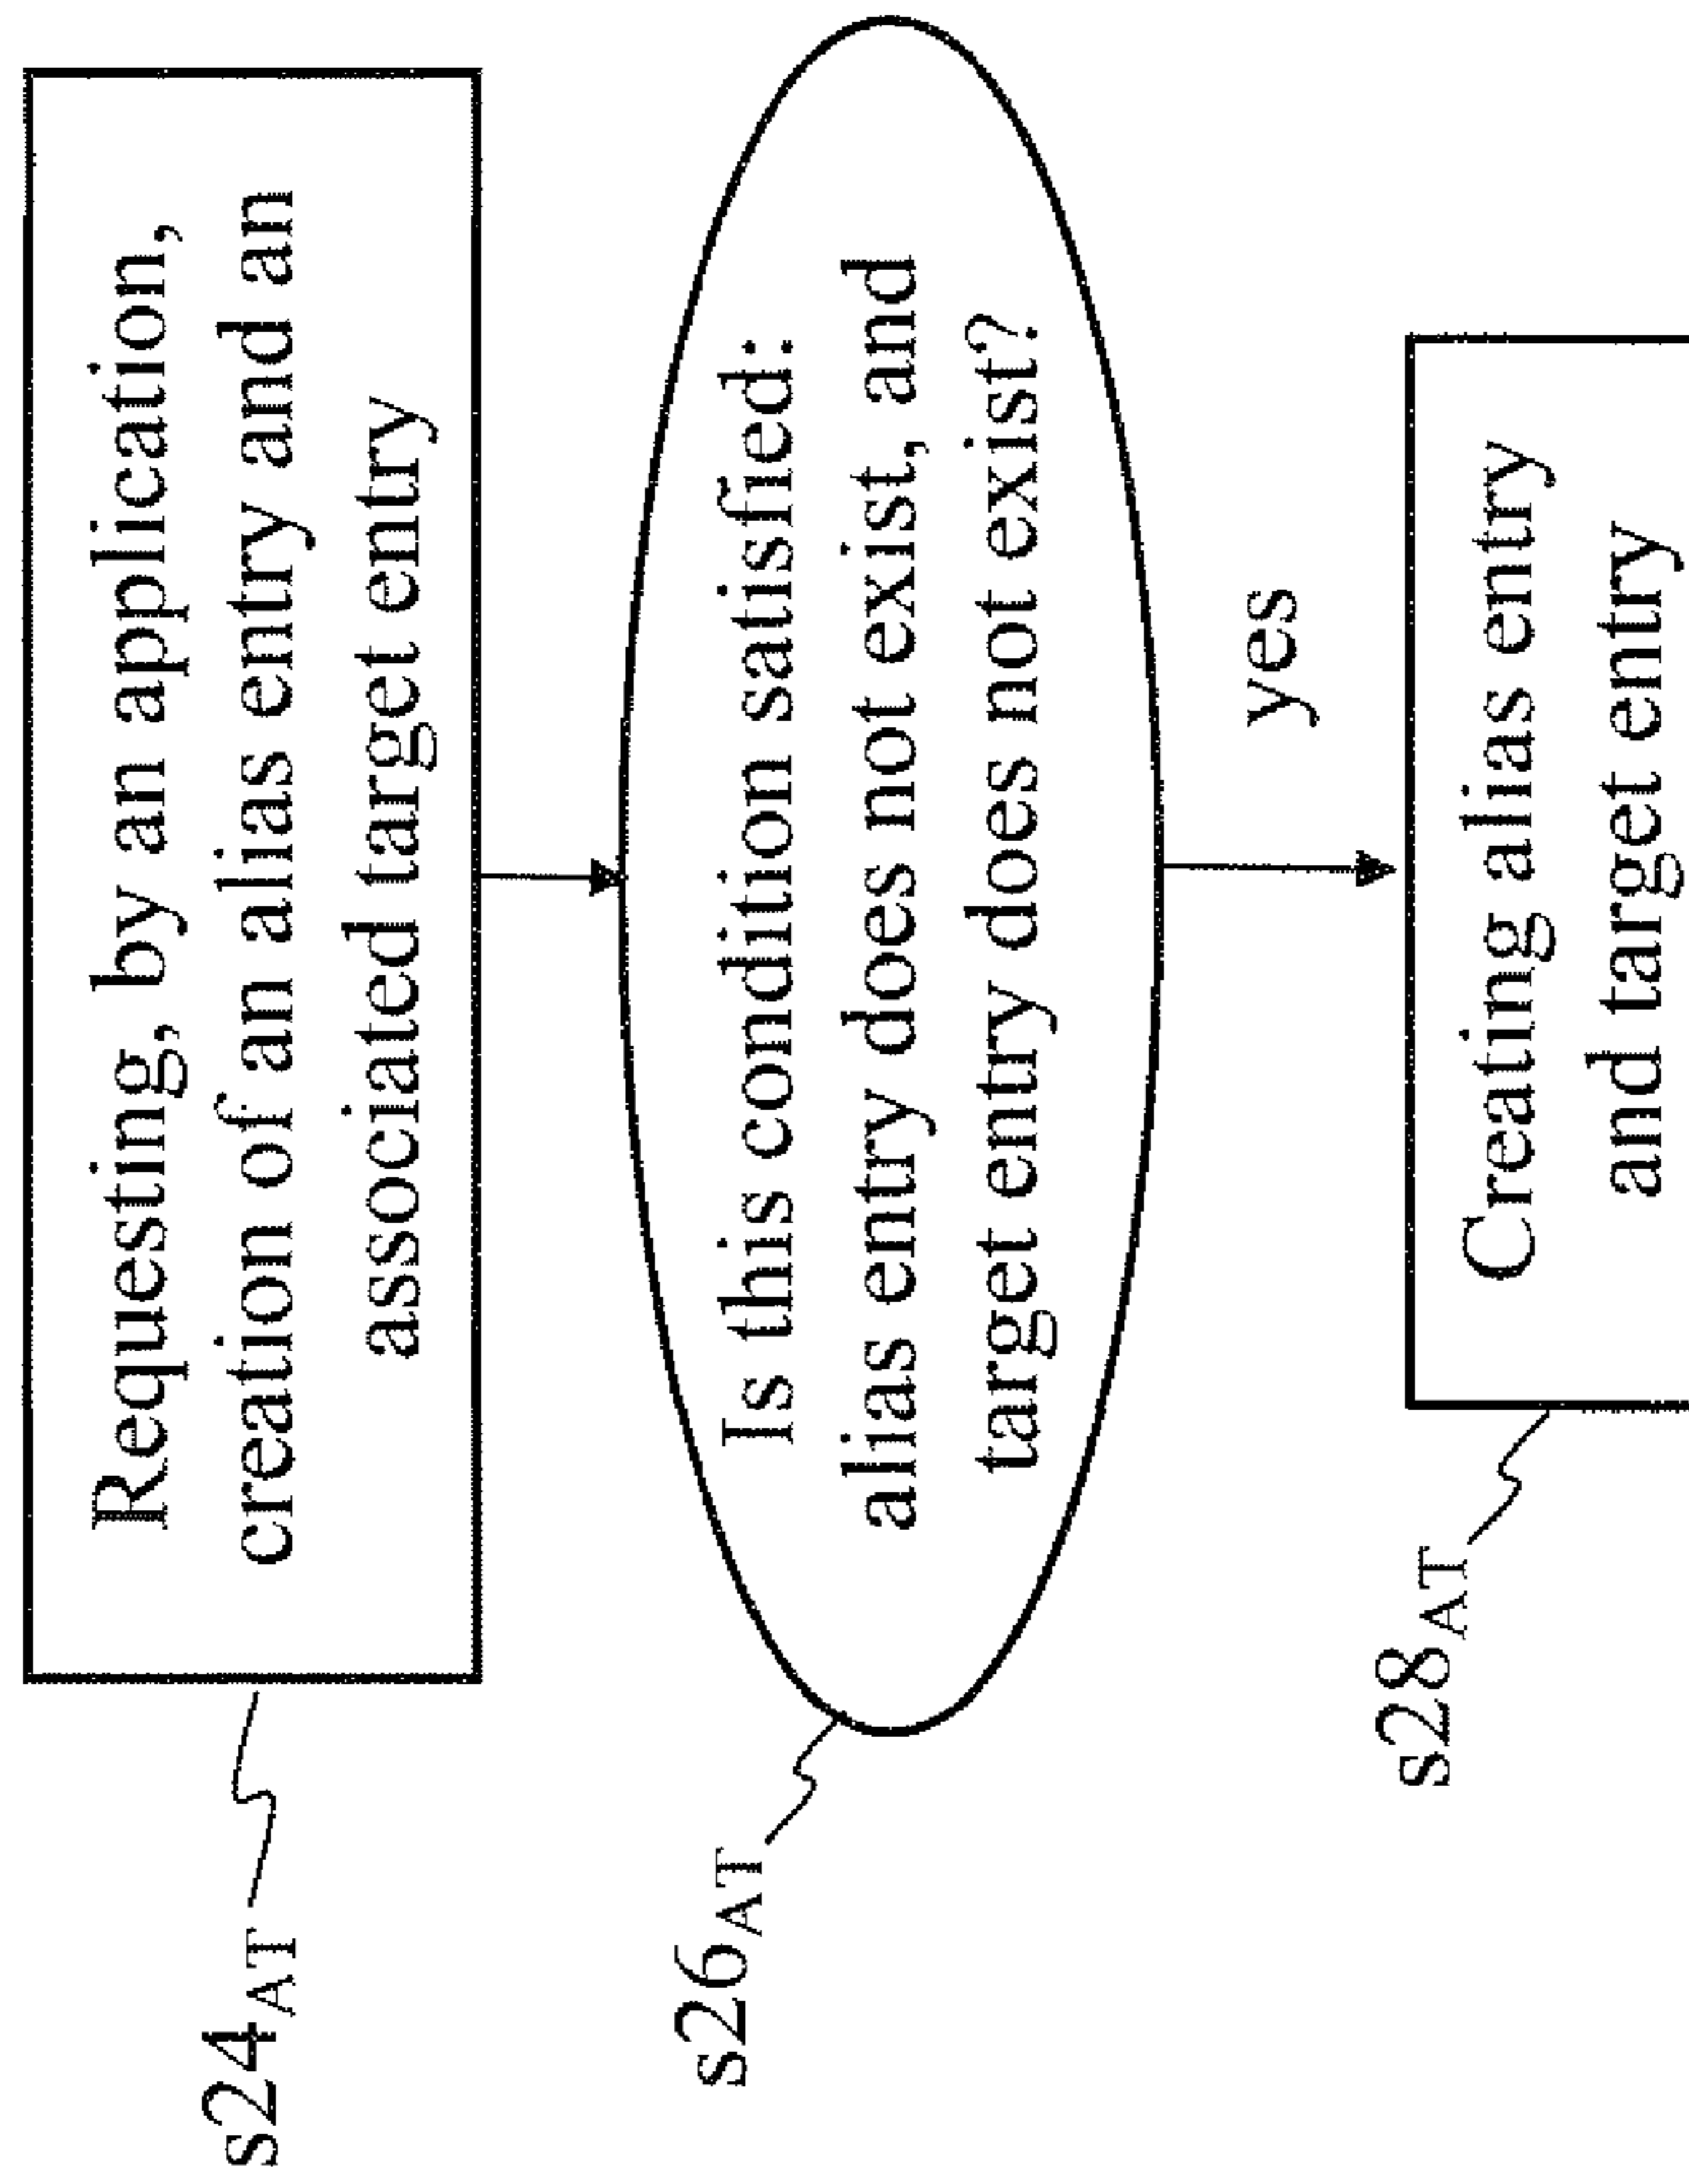 Requesting, by an application,
creation of an alias entry and an
associated target entry
s24AT
Is this condition satisfied:
alias entry does not exist, and
target entry does not exist?
s26AT
yes
Creating alias entry
and target entry
s28AT